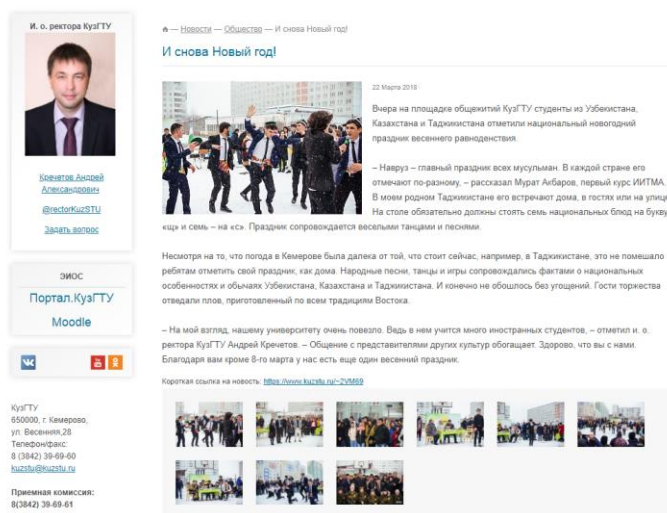 И. о. ректора КузГТУ
Кречетов Андрей
Александрович
@rectorKuzSTU
Задать вопрос
ЭИОС
Портал.КузГТУ
Moodle
КузГТУ
650000, г. Кемерово,
ул. Весенняя,28
Телефон/факс:
8 (3842) 39-69-60
kuzstu@kuzstu.ru
Приемная комиссия:
8(3842) 39-69-61
— Новости — Общество — И снова Новый год!
И снова Новый год!
22 Марта 2018
Вчера на площадке общежитий КузГТУ студенты из Узбекистана,
Казахстана и Таджикистана отметили национальный новогодний
праздник весеннего равноденствия.
– Навруз – главный праздник всех мусульман. В каждой стране его
отмечают по-разному, – рассказал Мурат Акбаров, первый курс ИИТМА.
В моем родном Таджикистане его встречают дома, в гостях или на улице
На столе обязательно должны стоять семь национальных блюд на букву
«щ» и семь – на «с». Праздник сопровождается веселыми танцами и песнями.
Несмотря на то, что погода в Кемерове была далека от той, что стоит сейчас, например, в Таджикистане, это не помешало
ребятам отметить свой праздник, как дома. Народные песни, танцы и игры сопровождались фактами о национальных
особенностях и обычаях Узбекистана, Казахстана и Таджикистана. И конечно не обошлось без угощений. Гости торжества
отведали плов, приготовленный по всем традициям Востока.
– На мой взгляд, нашему университету очень повезло. Ведь в нем учится много иностранных студентов, – отметил и. о.
ректора КузГТУ Андрей Кречетов. – Общение с представителями других культур обогащает. Здорово, что вы с нами.
Благодаря вам кроме 8-го марта у нас есть еще один весенний праздник.
Короткая ссылка на новость: https://www.kuzstu.ru/~2VM69